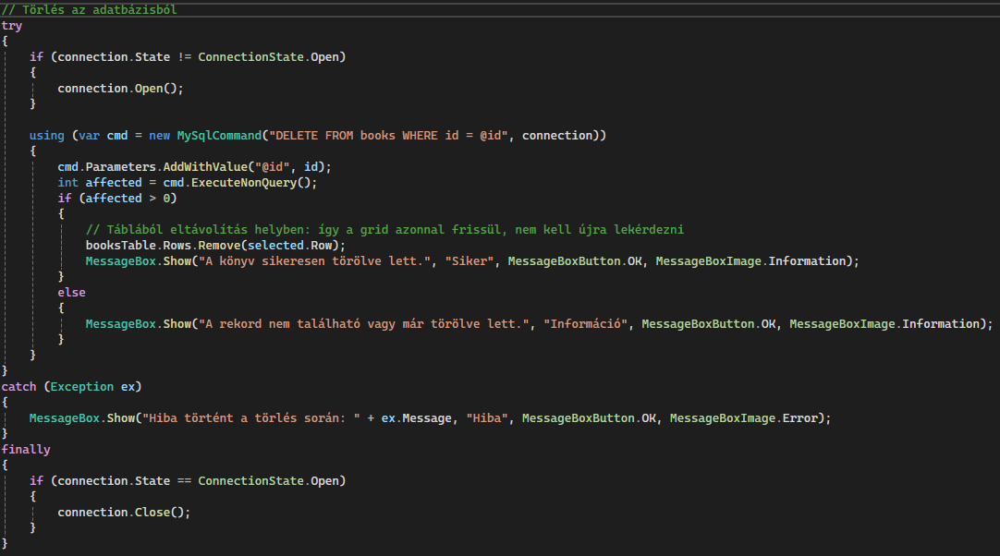 // Törlés az adatbázisból
try
{
    if (connection.State != ConnectionState.Open)
    {
        connection.Open();
    }

    using (var cmd = new MySqlCommand("DELETE FROM books WHERE id = @id", connection))
    {
        cmd.Parameters.AddWithValue("@id", id);
        int affected = cmd.ExecuteNonQuery();
        if (affected > 0)
        {
            // Táblából eltávolítás helyben: így a grid azonnal frissül, nem kell újra lekérdezni
            booksTable.Rows.Remove(selected.Row);
            MessageBox.Show("A könyv sikeresen törölve lett.", "Siker", MessageBoxButton.OK, MessageBoxImage.Information);
        }
        else
        {
            MessageBox.Show("A rekord nem található vagy már törölve lett.", "Információ", MessageBoxButton.OK, MessageBoxImage.Information);
        }
    }
}
catch (Exception ex)
{
    MessageBox.Show("Hiba történt a törlés során: " + ex.Message, "Hiba", MessageBoxButton.OK, MessageBoxImage.Error);
}
finally
{
    if (connection.State == ConnectionState.Open)
    {
        connection.Close();
    }
}